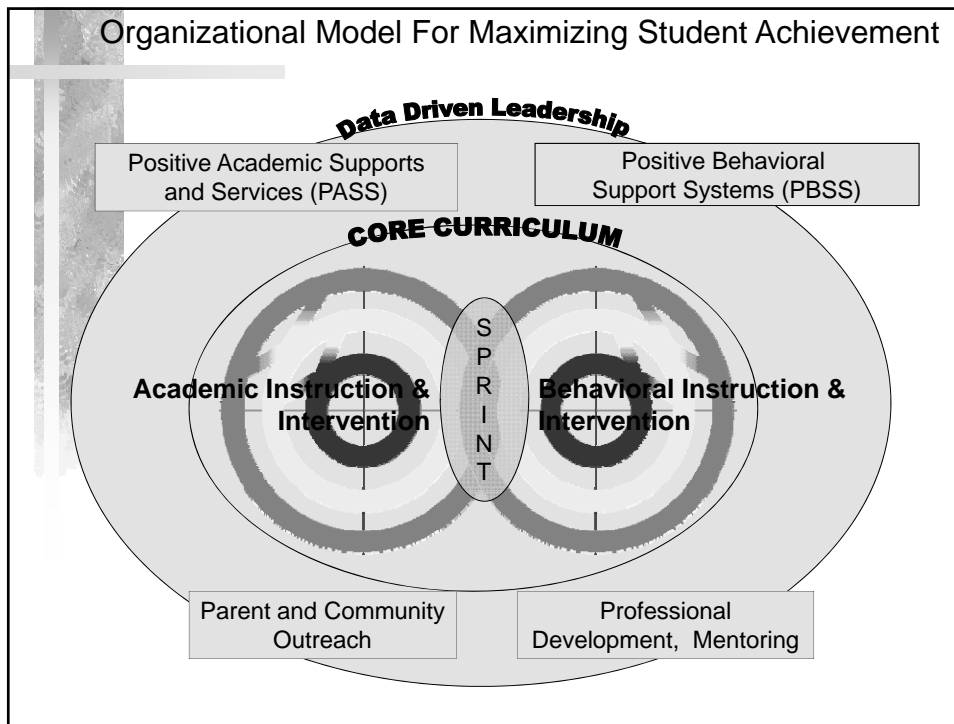 Organizational Model For Maximizing Student Achievement
Data Driven Leadership
Positive Academic Supports
and Services (PASS)
Positive Behavioral
Support Systems (PBSS)
CORE CURRICULUM
SPRINT
Academic Instruction &
Intervention
Behavioral Instruction &
Intervention
Parent and Community
Outreach
Professional
Development, Mentoring